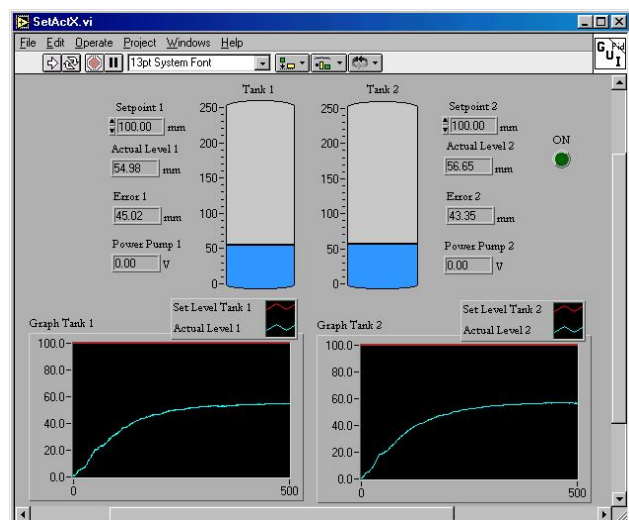 SetActX.vi
File Edit Operate Project Windows Help
13pt System Font
Pid
GUI
Tank 1
Tank 2
Setpoint 1
100.00 mm
Actual Level 1
54.98 mm
Error 1
45.02 mm
Power Pump 1
0.00 V
250-
200-
150-
100-
50-
0-
250-
200-
150-
100-
50-
0-
Setpoint 2
100.00 mm
Actual Level 2
56.65 mm
Error 2
43.35 mm
Power Pump 2
0.00 V
ON
Graph Tank 1
Set Level Tank 1
Actual Level 1
100.0-
80.0-
60.0-
40.0-
20.0-
0.0-
0 500
Graph Tank 2
Set Level Tank 2
Actual Level 2
100.0-
80.0-
60.0-
40.0-
20.0-
0.0-
0 500